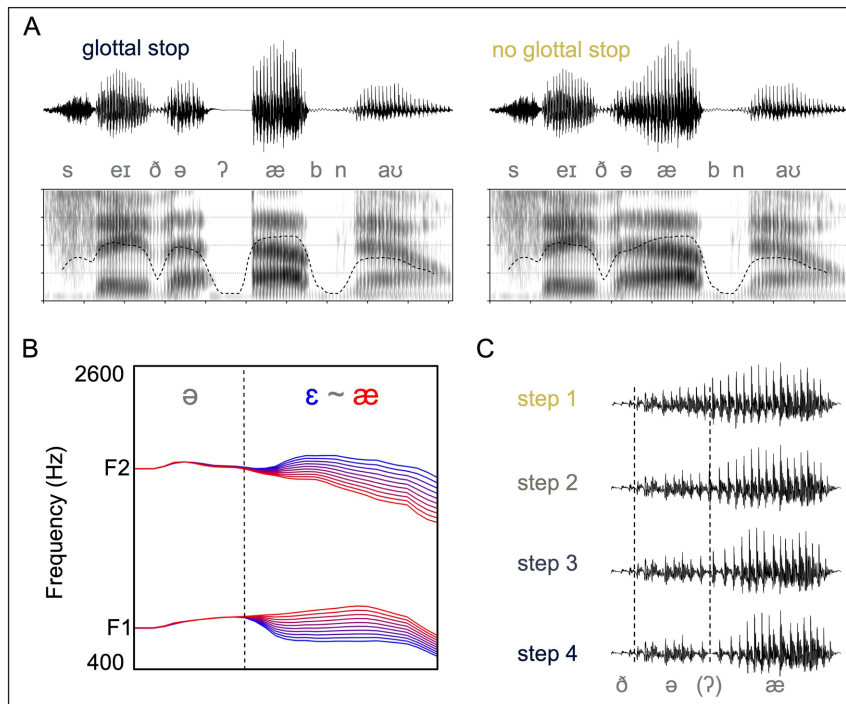 A
glottal stop
no glottal stop
s eɪ ð ə ʔ æ b n aʊ
s eɪ ð ə æ b n aʊ
B
2600
ə
ɛ ~ æ
F2
Frequency (Hz)
F1
400
C
step 1
step 2
step 3
step 4
ð ə (ʔ) æ